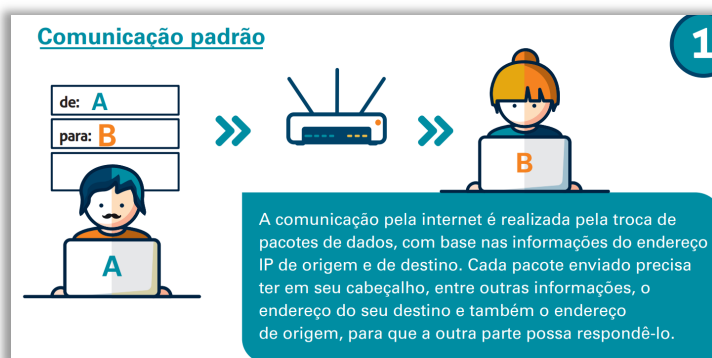 Comunicação padrão
1
de: A
para: B
A
B
A comunicação pela internet é realizada pela troca de
pacotes de dados, com base nas informações do endereço
IP de origem e de destino. Cada pacote enviado precisa
ter em seu cabeçalho, entre outras informações, o
endereço do seu destino e também o endereço
de origem, para que a outra parte possa respondê-lo.